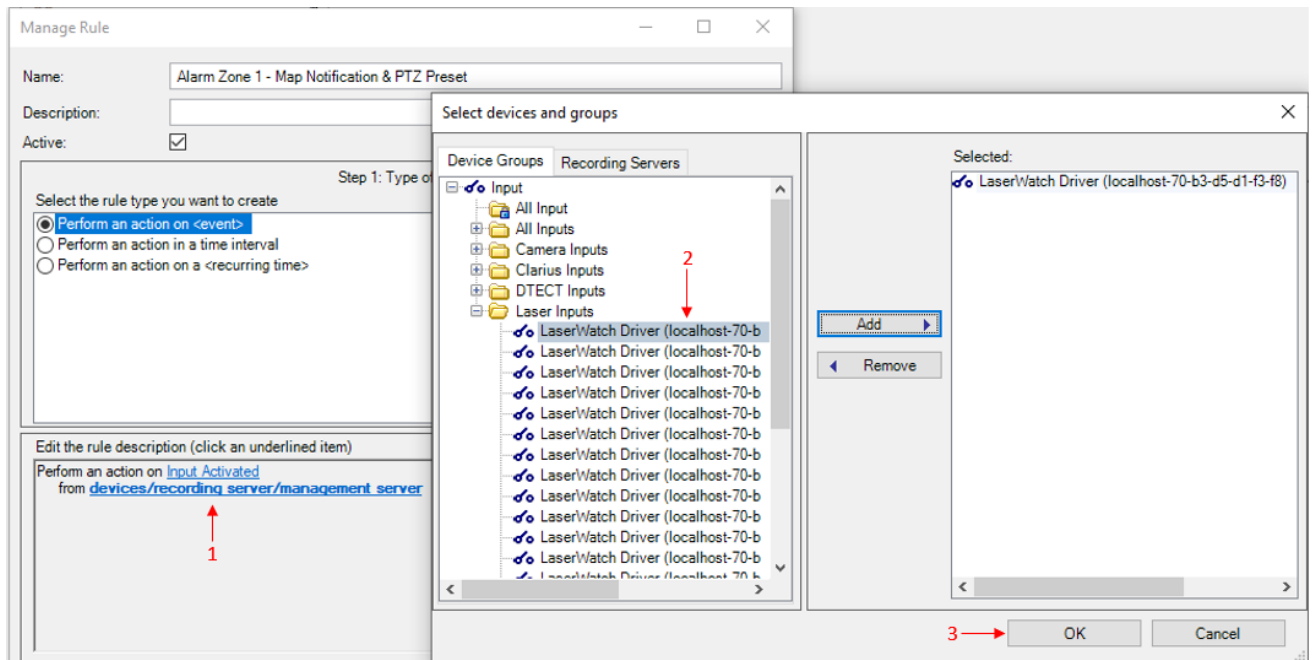 Manage Rule
Name:
Alarm Zone 1 - Map Notification & PTZ Preset
Description:
Active:
Step 1: Type of
Select the rule type you want to create
Perform an action on <event>
Perform an action in a time interval
Perform an action on a <recurring time>
Edit the rule description (click an underlined item)
Perform an action on Input Activated
from devices/recording server/management server
1
Select devices and groups
Device Groups
Recording Servers
Input
All Input
All Inputs
Camera Inputs
Clarius Inputs
DTECT Inputs
Laser Inputs
2
LaserWatch Driver (localhost-70-b
LaserWatch Driver (localhost-70-b
LaserWatch Driver (localhost-70-b
LaserWatch Driver (localhost-70-b
LaserWatch Driver (localhost-70-b
LaserWatch Driver (localhost-70-b
LaserWatch Driver (localhost-70-b
LaserWatch Driver (localhost-70-b
LaserWatch Driver (localhost-70-b
LaserWatch Driver (localhost-70-b
LaserWatch Driver (localhost-70-b
LaserWatch Driver (localhost-70-b
LaserWatch Driver (localhost-70-b
Add
Remove
Selected:
LaserWatch Driver (localhost-70-b3-d5-d1-f3-f8)
3
OK
Cancel